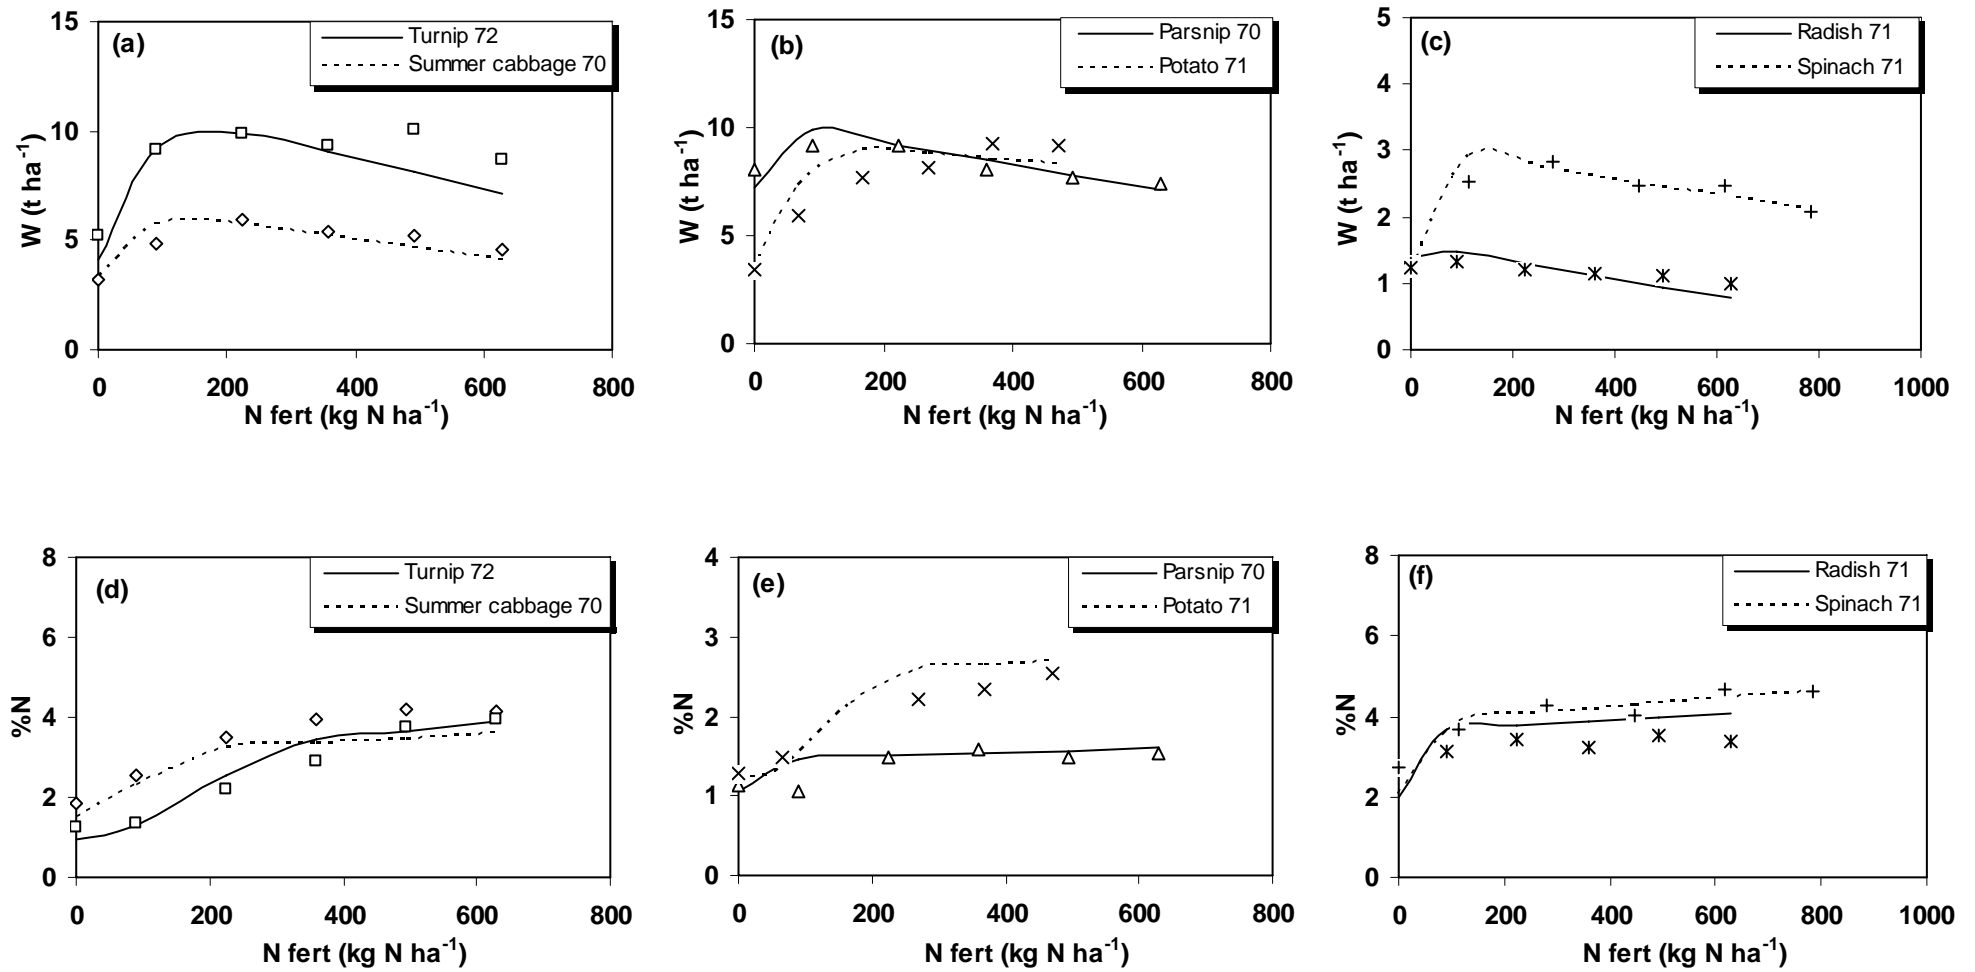 (a)
Turnip 72
Summer cabbage 70
15
10
5
0
W (t ha-1)
0 200 400 600 800
N fert (kg N ha-1)
(b)
Parsnip 70
Potato 71
15
10
5
0
W (t ha-1)
0 200 400 600 800
N fert (kg N ha-1)
(c)
Radish 71
Spinach 71
5
4
3
2
1
0
W (t ha-1)
0 200 400 600 800 1000
N fert (kg N ha-1)
(d)
Turnip 72
Summer cabbage 70
8
6
4
2
0
%N
0 200 400 600 800
N fert (kg N ha-1)
(e)
Parsnip 70
Potato 71
4
3
2
1
0
%N
0 200 400 600 800
N fert (kg N ha-1)
(f)
Radish 71
Spinach 71
8
6
4
2
0
%N
0 200 400 600 800 1000
N fert (kg N ha-1)